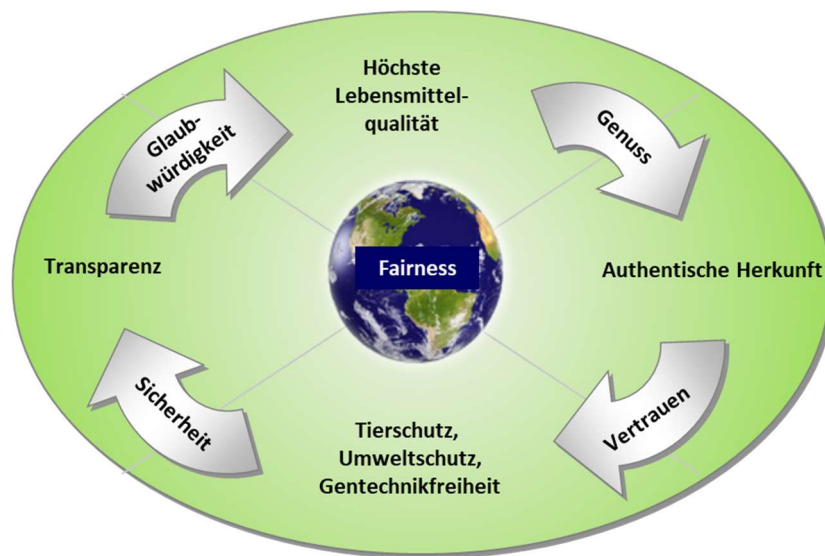 Höchste
Lebensmittel-
qualität
Glaub-
würdigkeit
Genuss
Transparenz
Fairness
Authentische Herkunft
Sicherheit
Tierschutz,
Umweltschutz,
Gentechnikfreiheit
Vertrauen